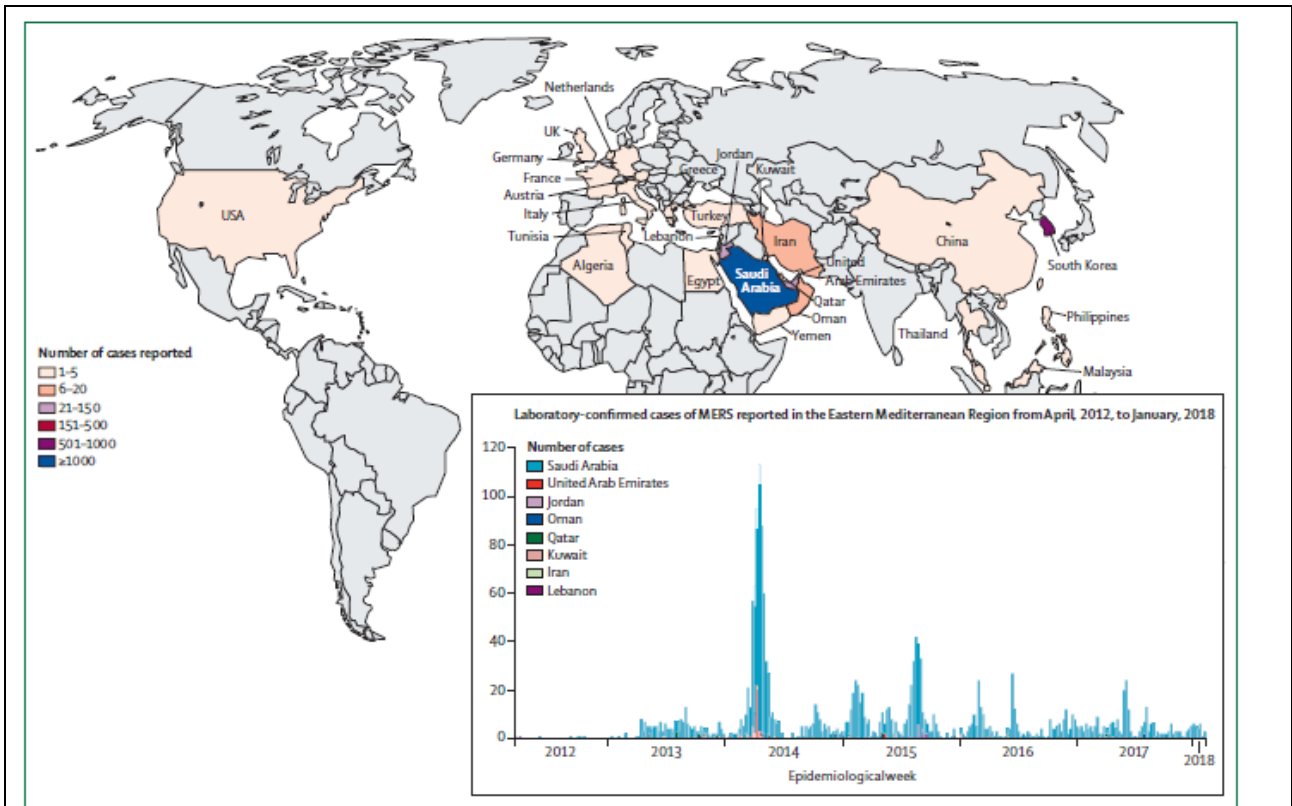 Netherlands
UK
Jordan
Germany
Greece
Kuwait
France
Austria
USA
Italy
Turkey
Tunisia
Lebanon
Iran
China
Algeria
Egypt
Saudi
Arabia
United
Arab Emirates
South Korea
Qatar
Oman
Philippines
Yemen
Thailand
Malaysia
Number of cases reported
1–5
6–20
21–150
151–500
501–1000
≥1000
Laboratory-confirmed cases of MERS reported in the Eastern Mediterranean Region from April, 2012, to January, 2018
Number of cases
Saudi Arabia
United Arab Emirates
Jordan
Oman
Qatar
Kuwait
Iran
Lebanon
120
100
80
60
40
20
0
2012 2013 2014 2015 2016 2017 2018
Epidemiological week